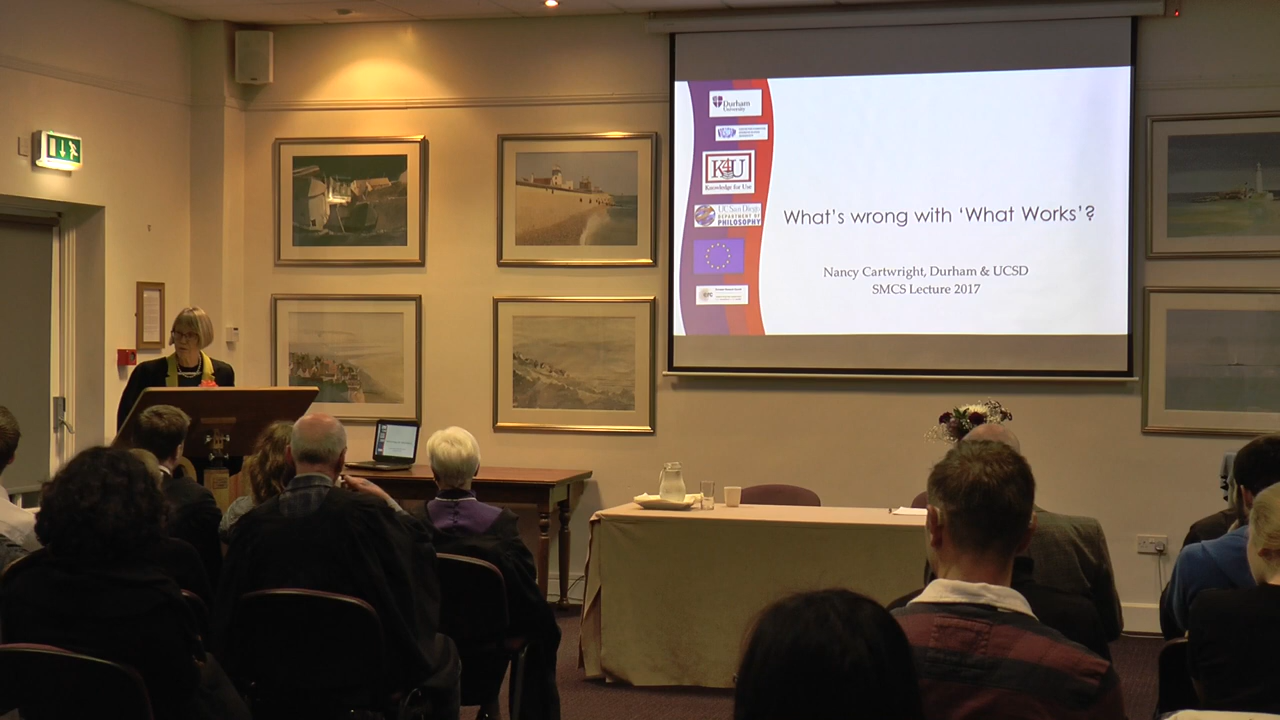 Durham
University
K4U
Knowledge for Use
UC San Diego
DEPARTMENT OF
PHILOSOPHY
erc
What's wrong with 'What Works'?
Nancy Cartwright, Durham & UCSD
SMCS Lecture 2017